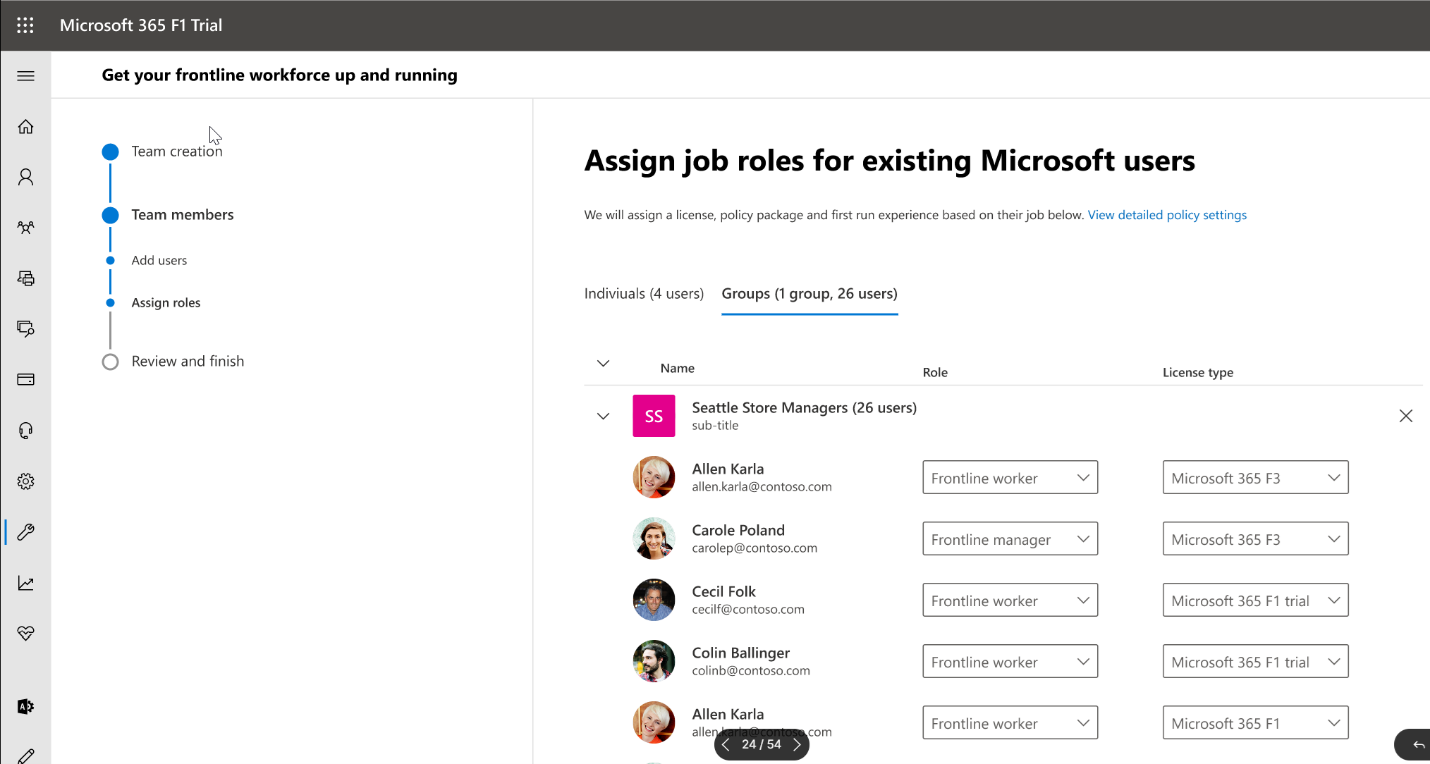 Microsoft 365 F1 Trial
Get your frontline workforce up and running
Team creation
Team members
Add users
Assign roles
Review and finish
Assign job roles for existing Microsoft users
We will assign a license, policy package and first run experience based on their job below. View detailed policy settings
Indiviuals (4 users) Groups (1 group, 26 users)
Name Role License type
SS Seattle Store Managers (26 users)
sub-title
Allen Karla Frontline worker Microsoft 365 F3
allen.karla@contoso.com
Carole Poland Frontline manager Microsoft 365 F3
carolep@contoso.com
Cecil Folk Frontline worker Microsoft 365 F1 trial
cecilf@contoso.com
Colin Ballinger Frontline worker Microsoft 365 F1 trial
colinb@contoso.com
Allen Karla Frontline worker Microsoft 365 F1
allen.karla@contoso.com
24 / 54